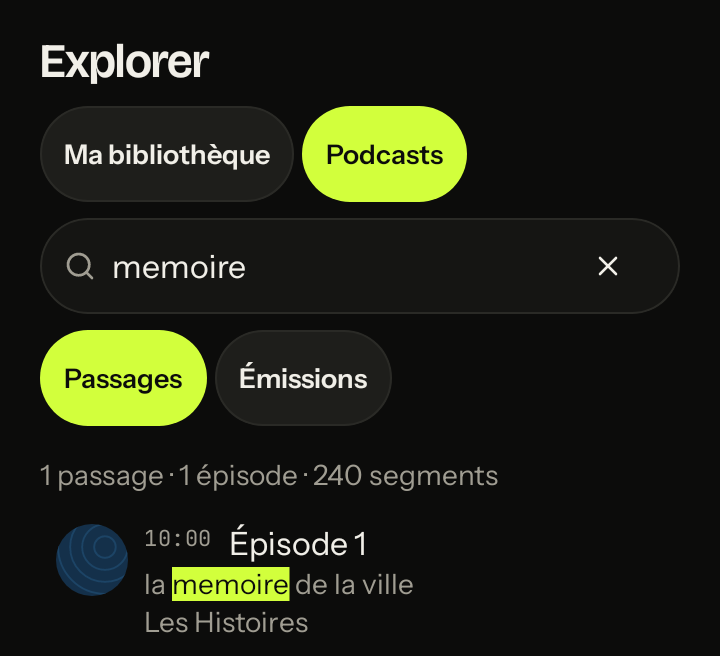 Explorer
Ma bibliothèque Podcasts
memoire
Passages Émissions
1 passage · 1 épisode · 240 segments
10:00 Épisode 1
la memoire de la ville
Les Histoires